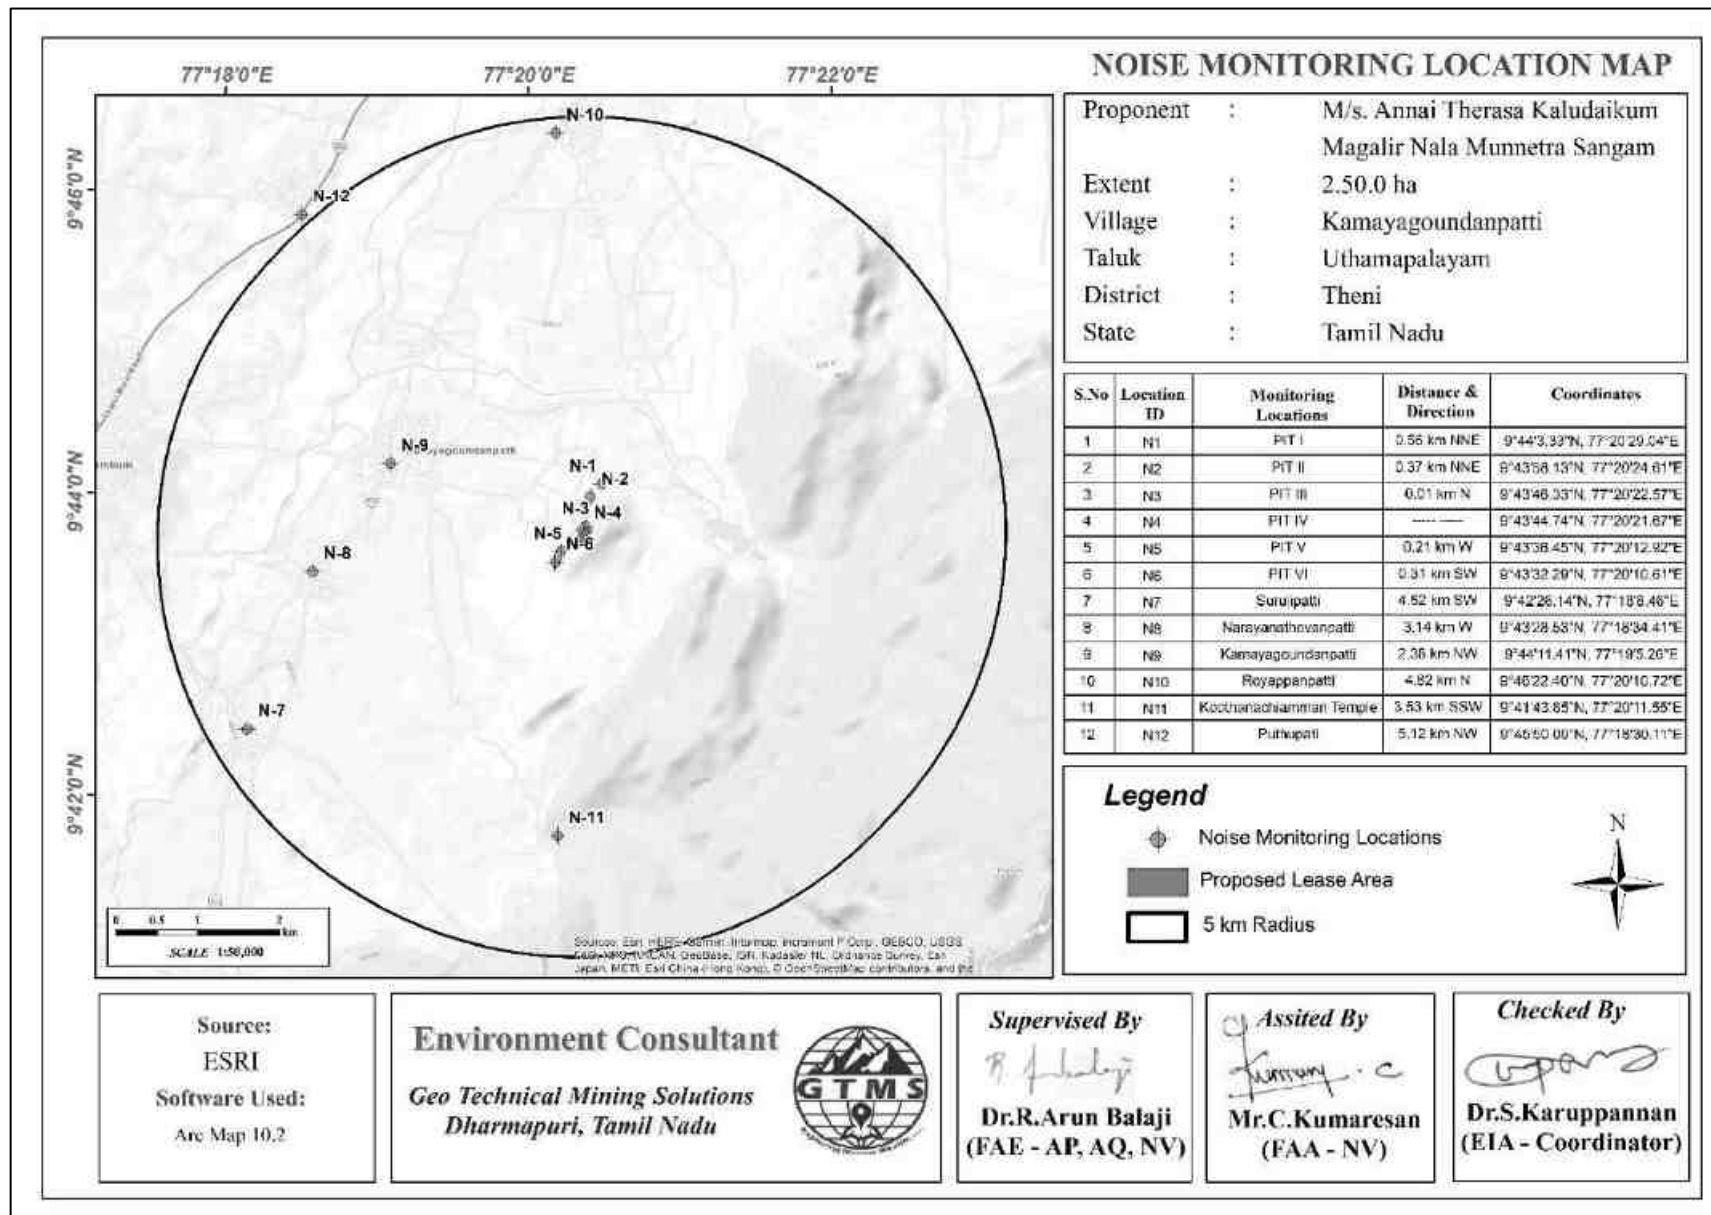 NOISE MONITORING LOCATION MAP
77°18'0"E 77°20'0"E 77°22'0"E
9°46'0"N
9°44'0"N
9°42'0"N
N-10
N-12
N-9
N-1
N-2
N-3 N-4
N-5
N-6
N-8
N-7
N-11
0 0.5 1 2
km
SCALE 1:50,000
Proponent : M/s. Annai Therasa Kaludaikum
Magalir Nala Munnetra Sangam
Extent : 2.50.0 ha
Village : Kamayagoundanpatti
Taluk : Uthamapalayam
District : Theni
State : Tamil Nadu
S.No Location ID Monitoring Locations Distance & Direction Coordinates
1 N1 PIT I 0.56 km NNE 9°44'3.93"N, 77°20'29.04"E
2 N2 PIT II 0.37 km NNE 9°43'58.13"N, 77°20'24.61"E
3 N3 PIT III 0.01 km N 9°43'46.33"N, 77°20'22.57"E
4 N4 PIT IV ----- ----- 9°43'44.74"N, 77°20'21.67"E
5 N5 PIT V 0.21 km W 9°43'36.45"N, 77°20'12.92"E
6 N6 PIT VI 0.31 km SW 9°43'32.29"N, 77°20'10.61"E
7 N7 Surulipatti 4.52 km SW 9°42'26.14"N, 77°18'8.46"E
8 N8 Narayanathevanpatti 3.14 km W 9°43'28.53"N, 77°18'34.41"E
9 N9 Kamayagoundanpatti 2.38 km NW 9°44'11.41"N, 77°19'5.26"E
10 N10 Royappanpatti 4.82 km N 9°46'22.40"N, 77°20'10.72"E
11 N11 Koothanachiamman Temple 3.53 km SSW 9°41'43.85"N, 77°20'11.55"E
12 N12 Puthupati 5.12 km NW 9°45'50.00"N, 77°18'30.11"E
Legend
Noise Monitoring Locations
Proposed Lease Area
5 km Radius
N
Source:
ESRI
Software Used:
Arc Map 10.2
Environment Consultant
Geo Technical Mining Solutions
Dharmapuri, Tamil Nadu
GTMS
Supervised By
Dr.R.Arun Balaji
(FAE - AP, AQ, NV)
Assited By
Mr.C.Kumaresan
(FAA - NV)
Checked By
Dr.S.Karuppannan
(EIA - Coordinator)